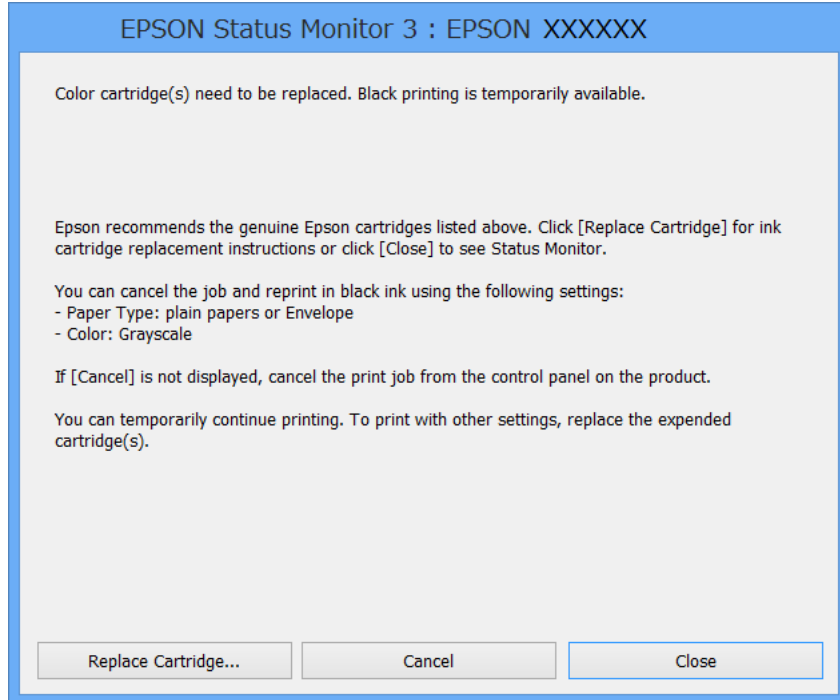 EPSON Status Monitor 3 : EPSON XXXXXX
Color cartridge(s) need to be replaced. Black printing is temporarily available.
Epson recommends the genuine Epson cartridges listed above. Click [Replace Cartridge] for ink
cartridge replacement instructions or click [Close] to see Status Monitor.
You can cancel the job and reprint in black ink using the following settings:
- Paper Type: plain papers or Envelope
- Color: Grayscale
If [Cancel] is not displayed, cancel the print job from the control panel on the product.
You can temporarily continue printing. To print with other settings, replace the expended
cartridge(s).
Replace Cartridge... Cancel Close